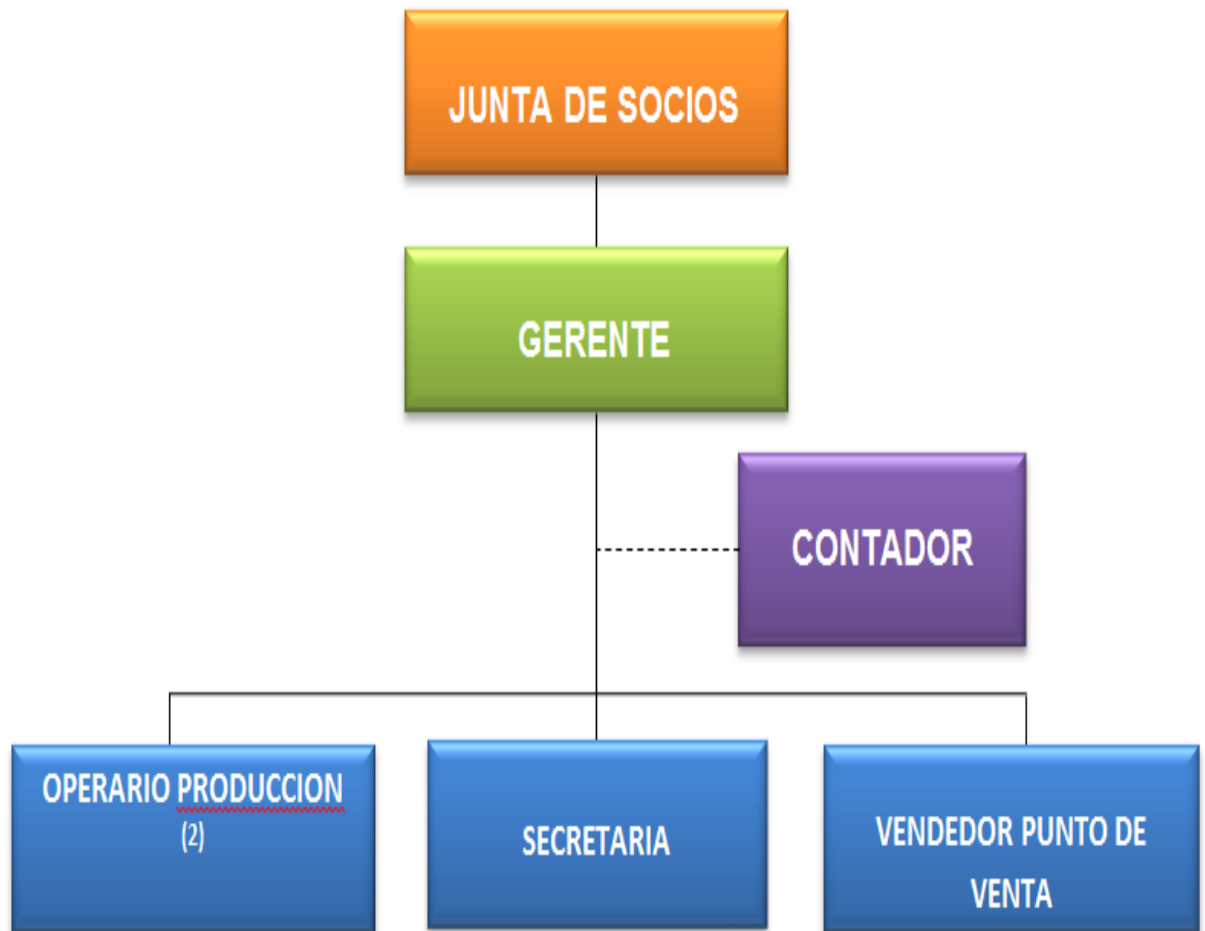 JUNTA DE SOCIOS
GERENTE
CONTADOR
OPERARIO PRODUCCION
(2)
SECRETARIA
VENDEDOR PUNTO DE
VENTA